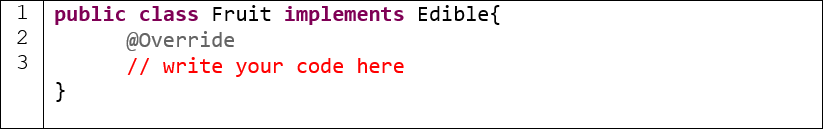 1 public class Fruit implements Edible{
2 @Override
3 // write your code here
}